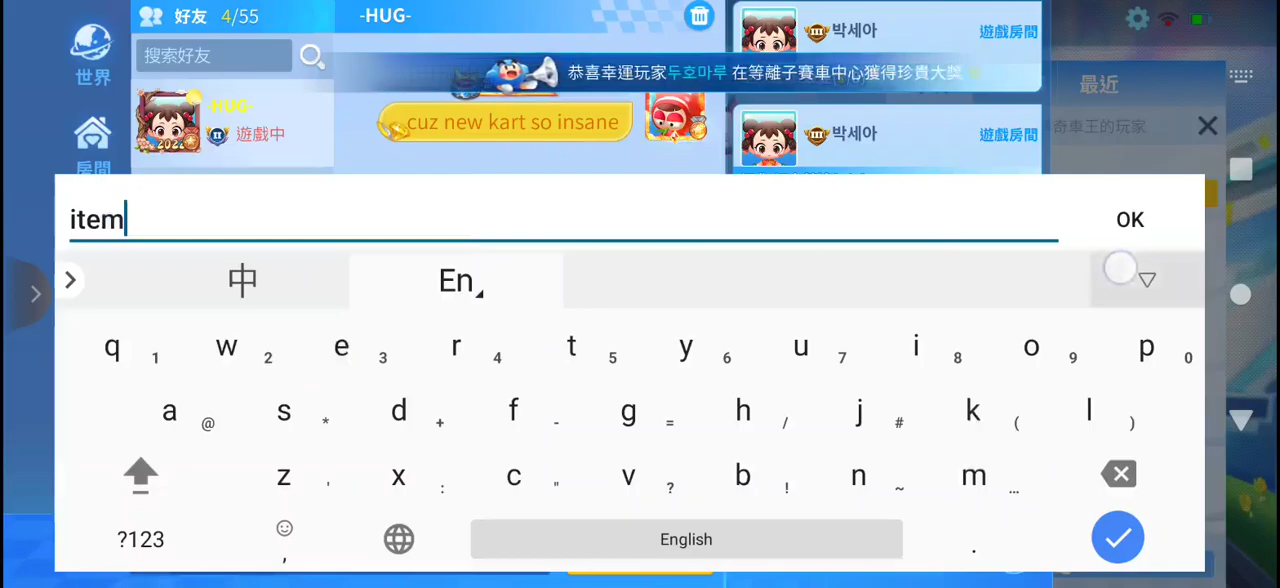 好友 4/55
-HUG-
搜索好友
世界
-HUG-
遊戲中
2022
房間
恭喜幸運玩家두호마루 在等離子賽車中心獲得珍貴大獎
cuz new kart so insane
박세아
遊戲房間
박세아
遊戲房間
最近
奇車王的玩家
item
OK
中
En
q 1 w 2 e 3 r 4 t 5 y 6 u 7 i 8 o 9 p 0
a @ s * d + f - g = h / j # k ( l )
z ' x : c " v ? b ! n ~ m ...
?123 , English .